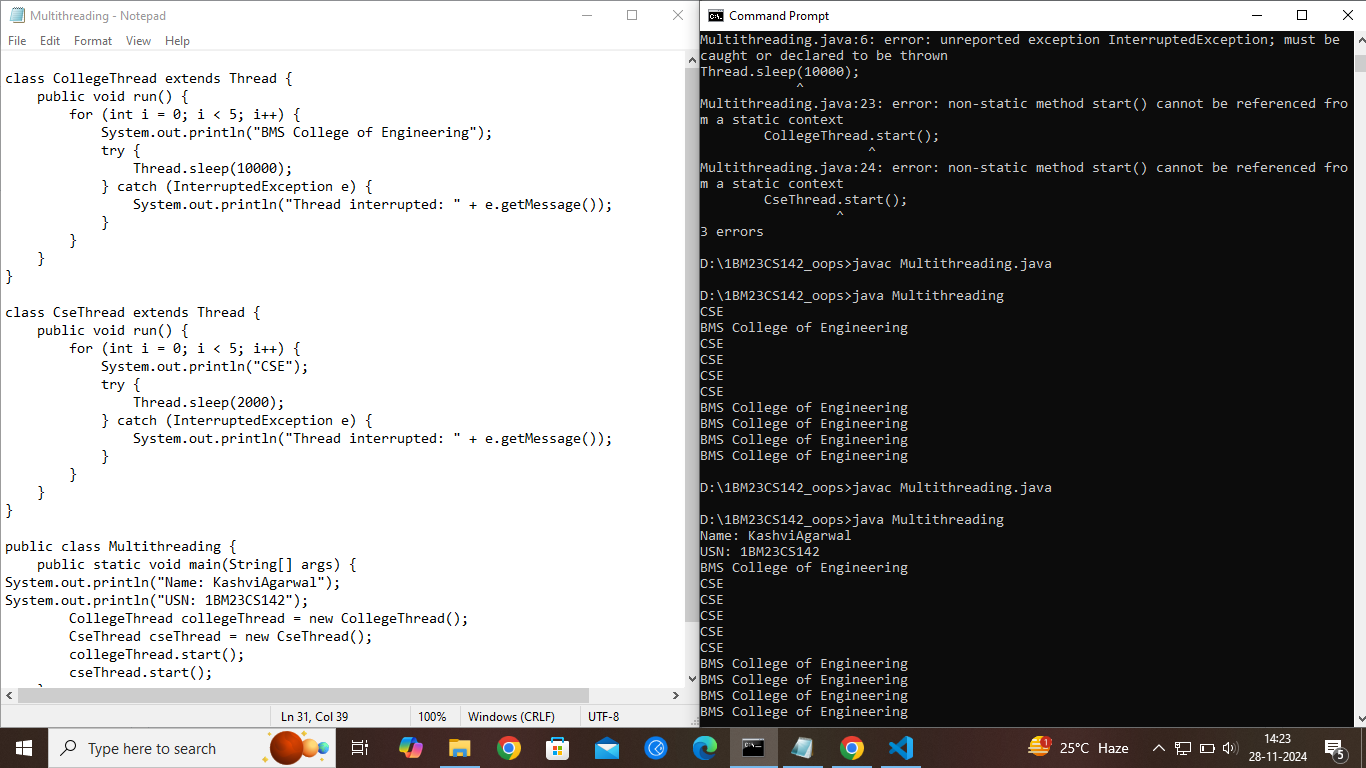 Multithreading - Notepad
File Edit Format View Help
class CollegeThread extends Thread {
    public void run() {
        for (int i = 0; i < 5; i++) {
            System.out.println("BMS College of Engineering");
            try {
                Thread.sleep(10000);
            } catch (InterruptedException e) {
                System.out.println("Thread interrupted: " + e.getMessage());
            }
        }
    }
}
class CseThread extends Thread {
    public void run() {
        for (int i = 0; i < 5; i++) {
            System.out.println("CSE");
            try {
                Thread.sleep(2000);
            } catch (InterruptedException e) {
                System.out.println("Thread interrupted: " + e.getMessage());
            }
        }
    }
}
public class Multithreading {
    public static void main(String[] args) {
System.out.println("Name: KashviAgarwal");
System.out.println("USN: 1BM23CS142");
        CollegeThread collegeThread = new CollegeThread();
        CseThread cseThread = new CseThread();
        collegeThread.start();
        cseThread.start();
Ln 31, Col 39 100% Windows (CRLF) UTF-8
Command Prompt
Multithreading.java:6: error: unreported exception InterruptedException; must be
caught or declared to be thrown
Thread.sleep(10000);
            ^
Multithreading.java:23: error: non-static method start() cannot be referenced fro
m a static context
        CollegeThread.start();
                     ^
Multithreading.java:24: error: non-static method start() cannot be referenced fro
m a static context
        CseThread.start();
                 ^
3 errors
D:\1BM23CS142_oops>javac Multithreading.java
D:\1BM23CS142_oops>java Multithreading
CSE
BMS College of Engineering
CSE
CSE
CSE
CSE
BMS College of Engineering
BMS College of Engineering
BMS College of Engineering
BMS College of Engineering
D:\1BM23CS142_oops>javac Multithreading.java
D:\1BM23CS142_oops>java Multithreading
Name: KashviAgarwal
USN: 1BM23CS142
BMS College of Engineering
CSE
CSE
CSE
CSE
CSE
BMS College of Engineering
BMS College of Engineering
BMS College of Engineering
BMS College of Engineering
Type here to search
25°C Haze
14:23
28-11-2024
5